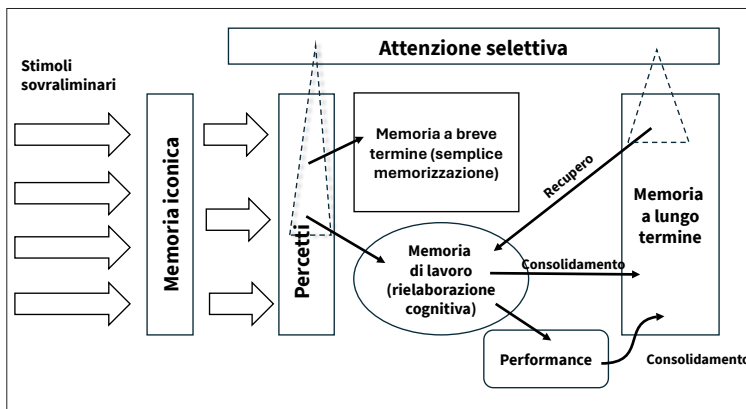 Attenzione selettiva
Stimoli
sovraliminari
Memoria iconica
Percetti
Memoria a breve
termine (semplice
memorizzazione)
Recupero
Memoria
a lungo
termine
Memoria
di lavoro
(rielaborazione
cognitiva)
Consolidamento
Performance
Consolidamento